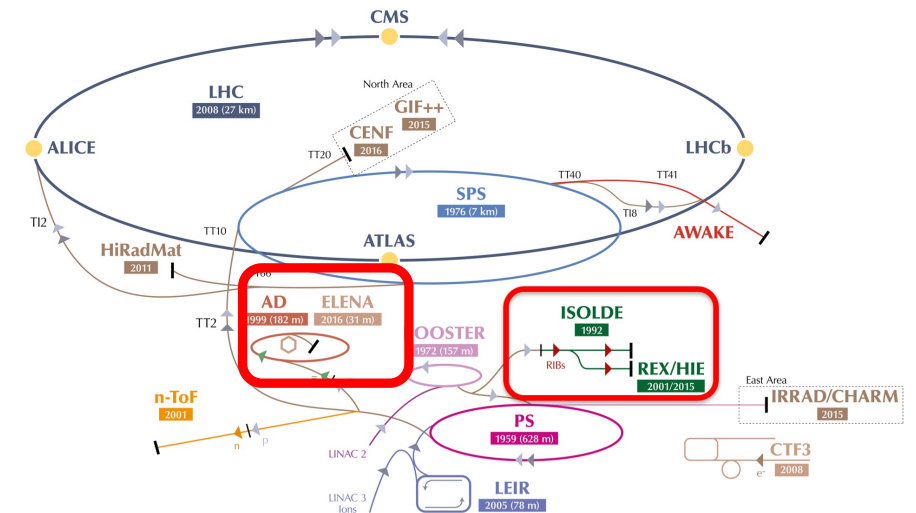 CMS
North Area
LHC
2008 (27 km)
GIF++
2015
CENF
2016
TT20
ALICE
LHCb
TT40
TT41
SPS
1976 (7 km)
TI2
TI8
TT10
AWAKE
ATLAS
HiRadMat
2011
AD
ELENA
1999 (182 m)
2016 (31 m)
ISOLDE
1992
TT2
OOSTER
1972 (157 m)
RIBs
REX/HIE
2001/2015
East Area
n-ToF
2001
IRRAD/CHARM
2015
PS
1959 (628 m)
n
p
LINAC 2
CTF3
2008
e-
LEIR
2005 (78 m)
LINAC 3
Ions